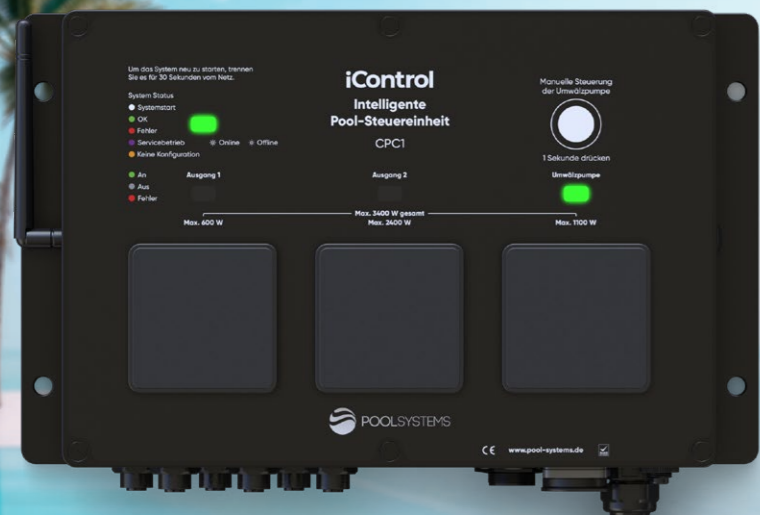 Um das System neu zu starten, trennen
Sie es für 30 Sekunden vom Netz.
System Status
Systemstart
OK
Fehler
Servicebetrieb
Online
Offline
Keine Konfiguration
iControl
Intelligente
Pool-Steuereinheit
CPC1
Manuelle Steuerung
der Umwälzpumpe
1 Sekunde drücken
An
Aus
Fehler
Ausgang 1
Ausgang 2
Umwälzpumpe
Max. 3400 W gesamt
Max. 600 W
Max. 2400 W
Max. 1100 W
POOLSYSTEMS
CE www.pool-systems.de